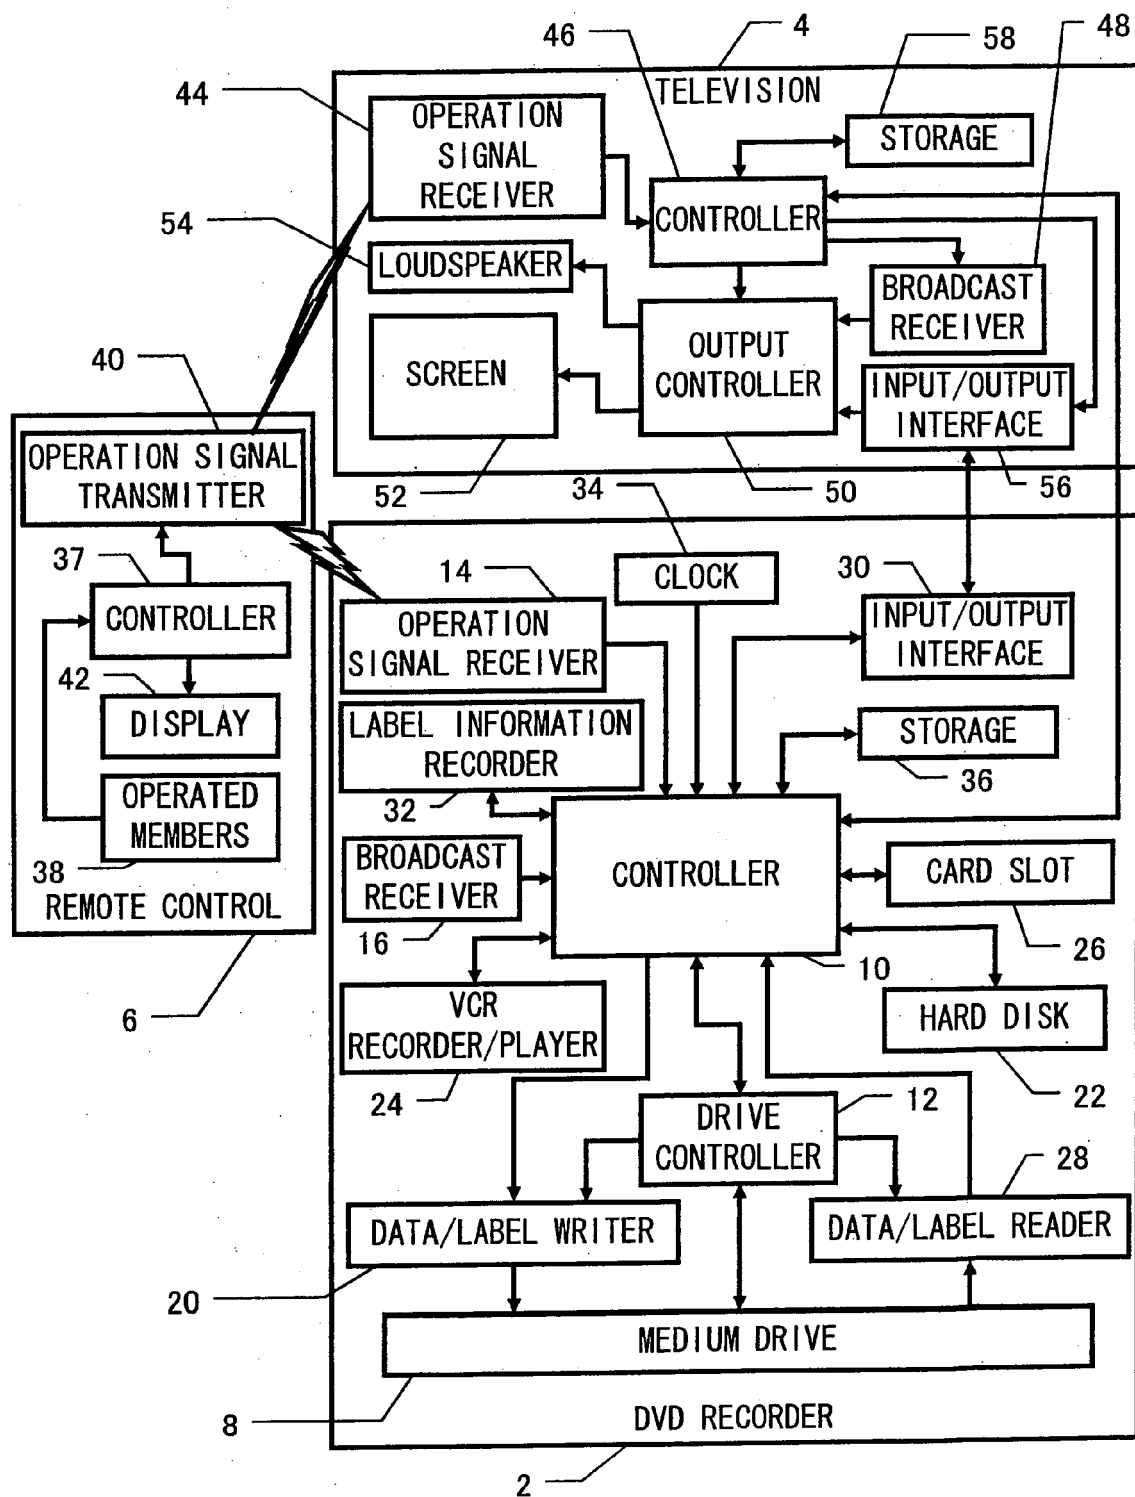 4
46
58
48
TELEVISION
44
OPERATION
SIGNAL
RECEIVER
STORAGE
CONTROLLER
54
LOUDSPEAKER
BROADCAST
RECEIVER
OUTPUT
CONTROLLER
SCREEN
INPUT/OUTPUT
INTERFACE
52
50
56
40
OPERATION SIGNAL
TRANSMITTER
37
CONTROLLER
42
DISPLAY
OPERATED
MEMBERS
38
REMOTE CONTROL
6
34
CLOCK
14
OPERATION
SIGNAL RECEIVER
30
INPUT/OUTPUT
INTERFACE
LABEL INFORMATION
RECORDER
32
STORAGE
36
BROADCAST
RECEIVER
16
CONTROLLER
10
CARD SLOT
26
VCR
RECORDER/PLAYER
24
HARD DISK
22
DRIVE
CONTROLLER
12
28
DATA/LABEL WRITER
20
DATA/LABEL READER
MEDIUM DRIVE
8
DVD RECORDER
2